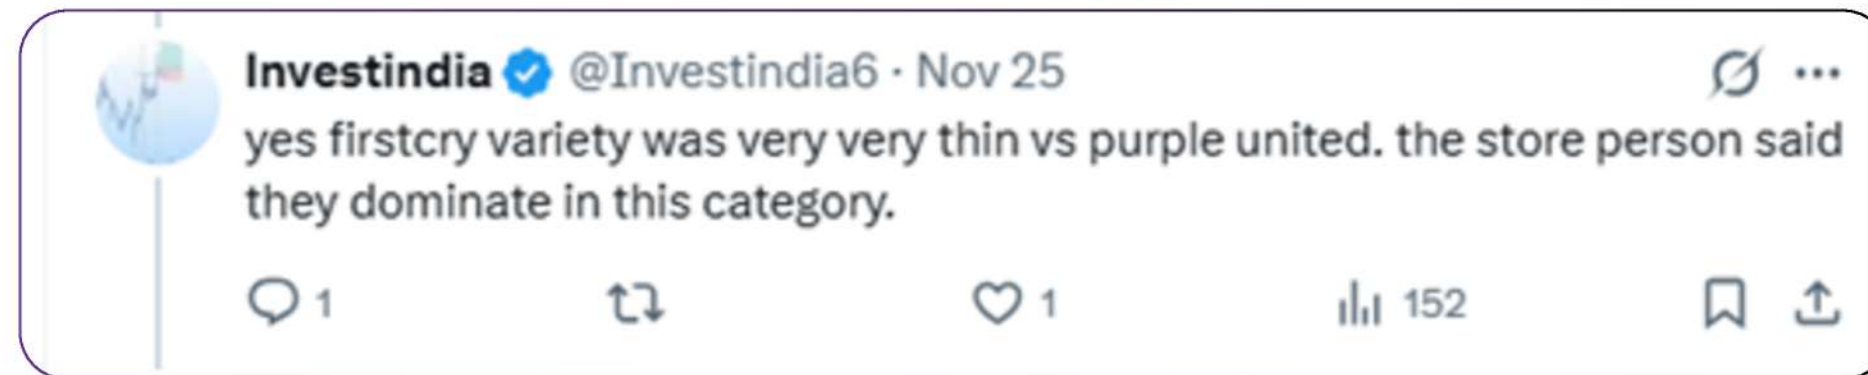 Investindia @Investindia6 · Nov 25
yes firstcry variety was very very thin vs purple united. the store person said
they dominate in this category.
1 1 152